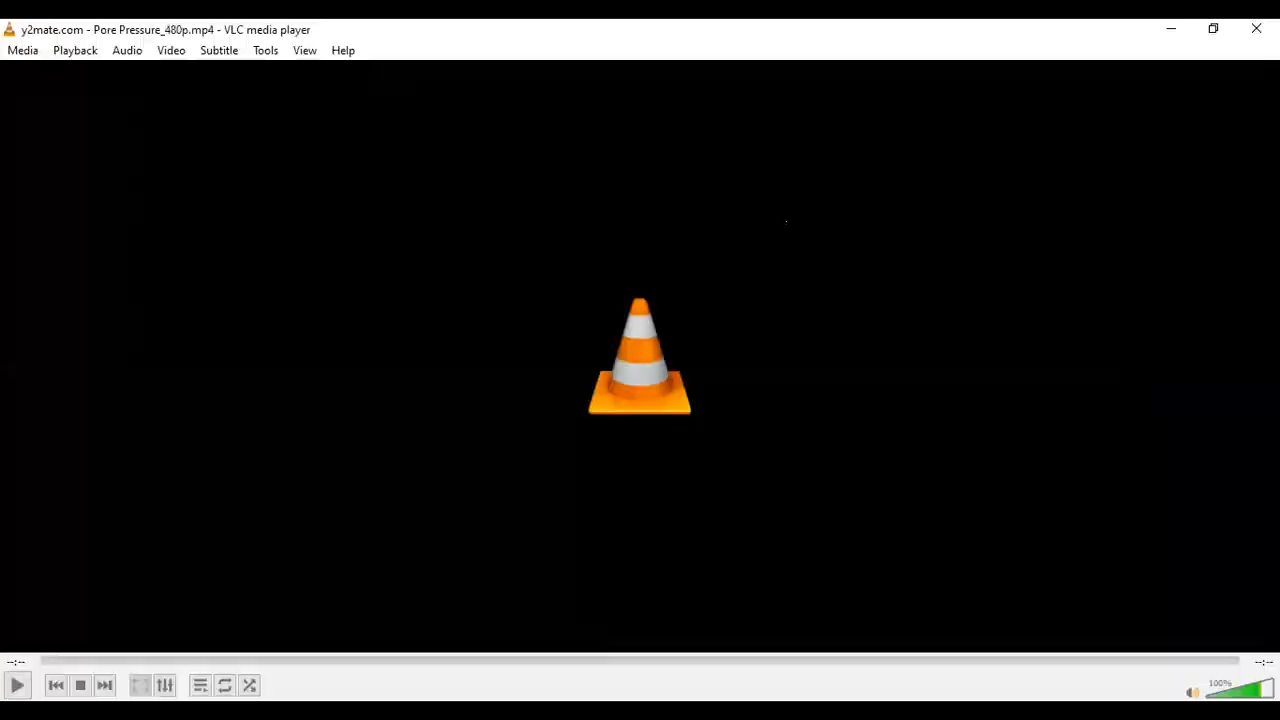 y2mate.com - Pore Pressure_480p.mp4 - VLC media player
Media Playback Audio Video Subtitle Tools View Help
--:-- --:--
100%